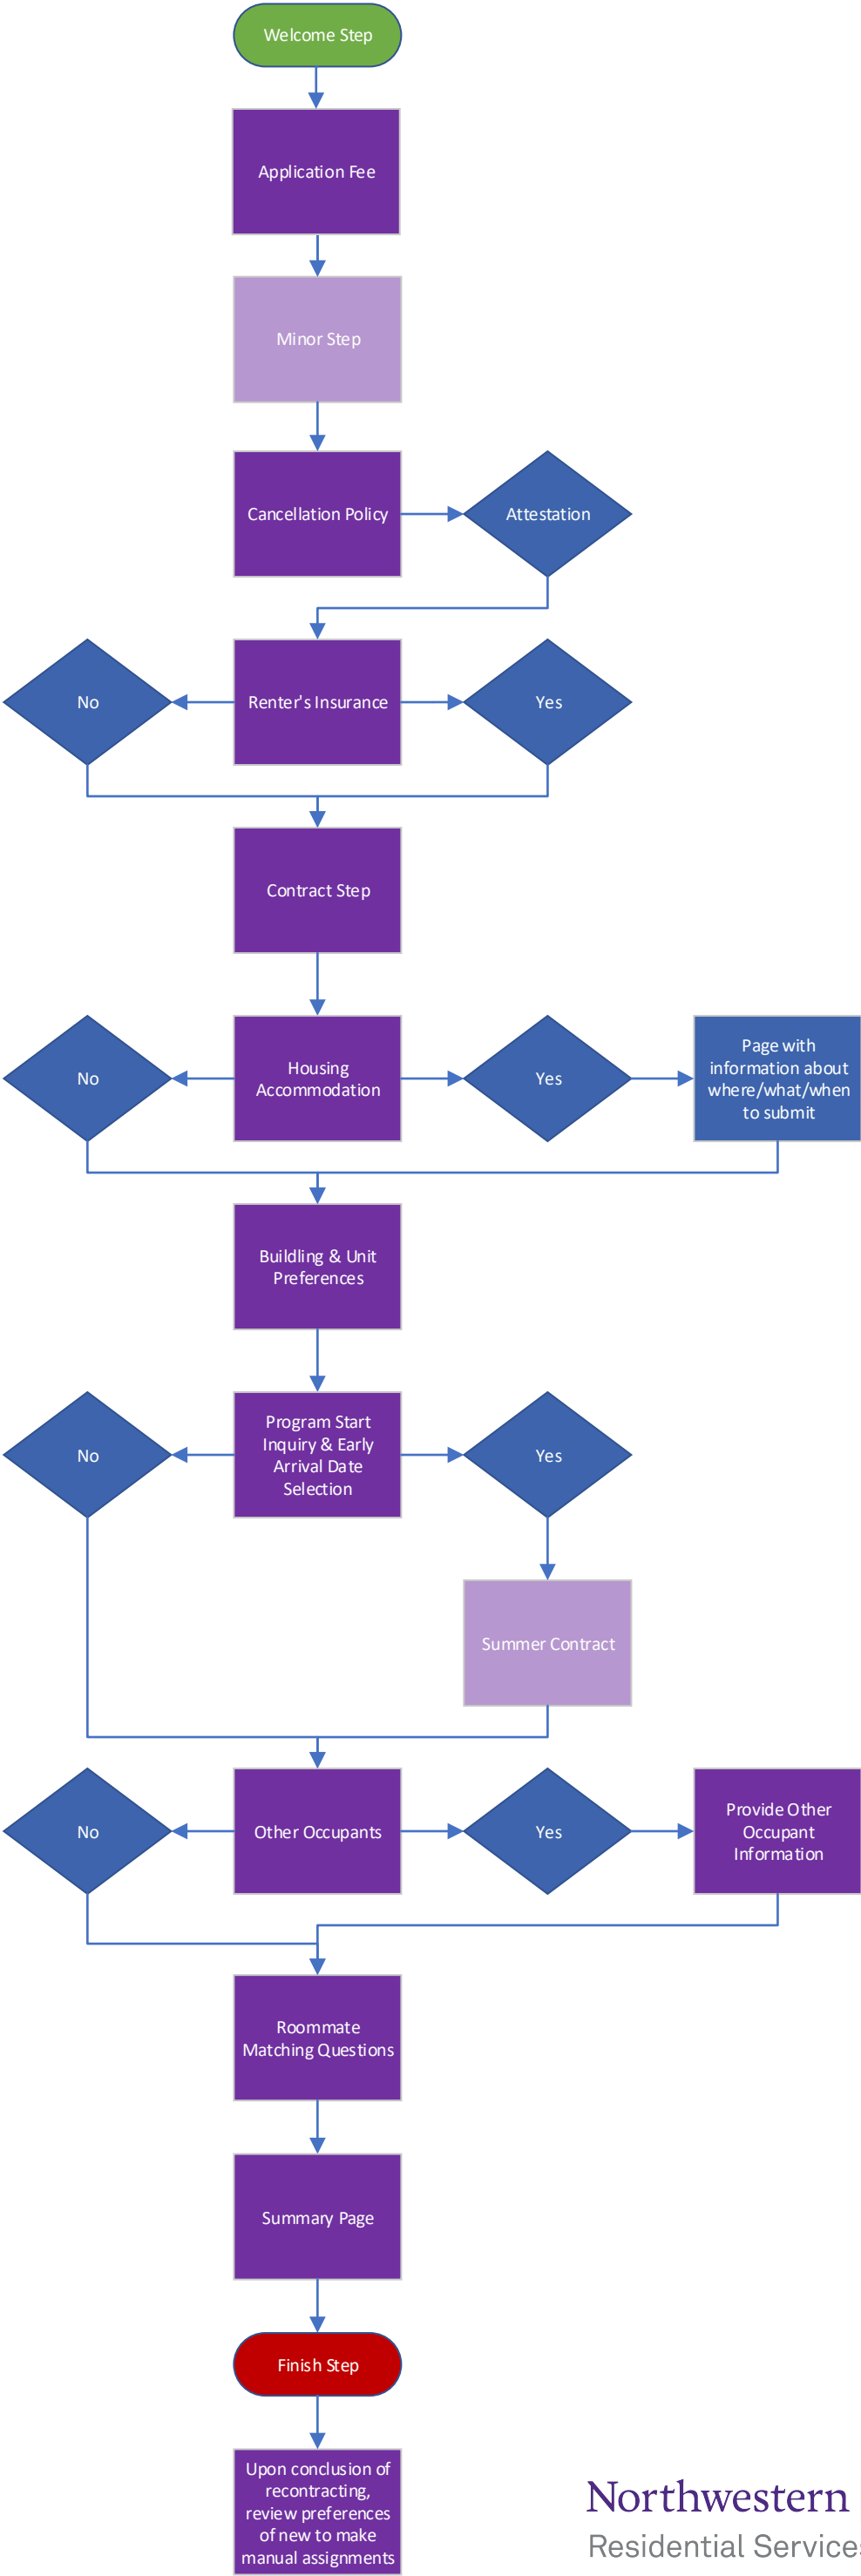 Welcome Step
Application Fee
Minor Step
Cancellation Policy
Attestation
No
Renter's Insurance
Yes
Contract Step
No
Housing
Accommodation
Yes
Page with
information about
where/what/when
to submit
Buildling & Unit
Preferences
No
Program Start
Inquiry & Early
Arrival Date
Selection
Yes
Summer Contract
No
Other Occupants
Yes
Provide Other
Occupant
Information
Roommate
Matching Questions
Summary Page
Finish Step
Upon conclusion of
recontracting,
review preferences
of new to make
manual assignments
Northwestern
Residential Services